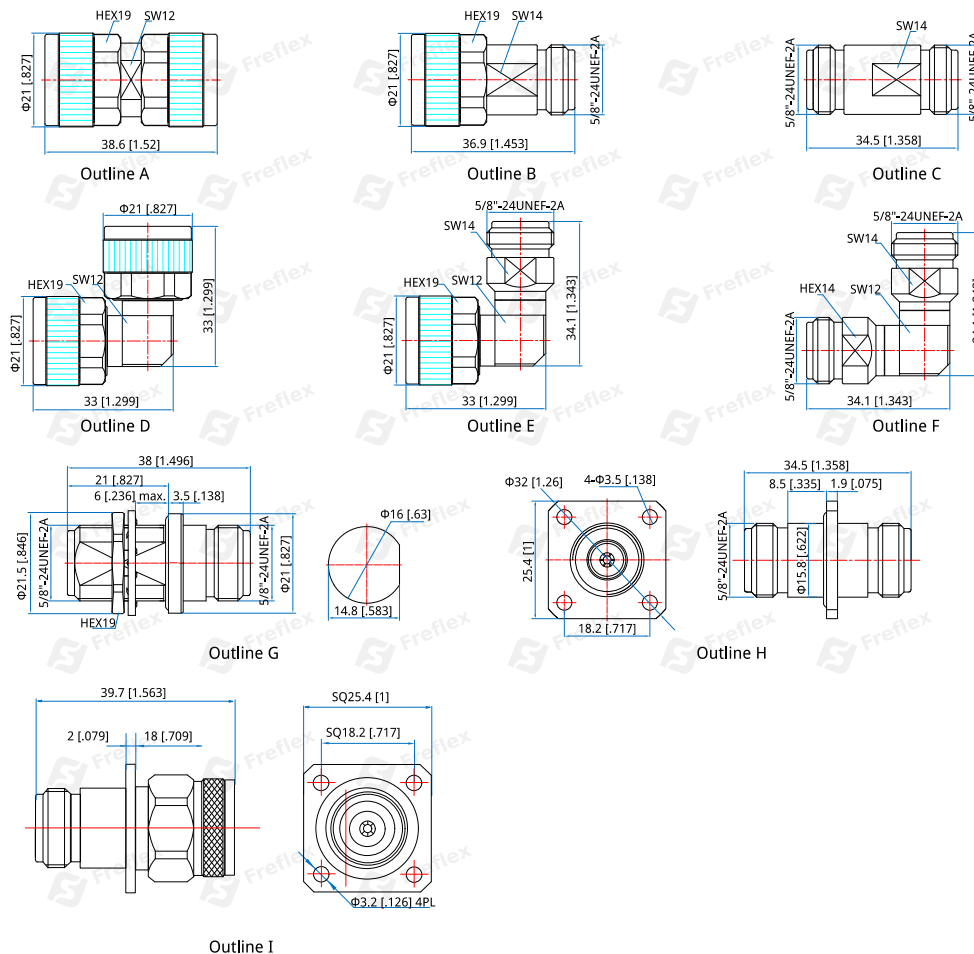 HEX19
SW12
Φ21 [.827]
38.6 [1.52]
Outline A
HEX19
SW14
Φ21 [.827]
5/8"-24UNEF-2A
36.9 [1.453]
Outline B
SW14
5/8"-24UNEF-2A
5/8"-24UNEF-2A
34.5 [1.358]
Outline C
Φ21 [.827]
HEX19
SW12
Φ21 [.827]
33 [1.299]
33 [1.299]
Outline D
5/8"-24UNEF-2A
SW14
HEX19
SW12
Φ21 [.827]
34.1 [1.343]
33 [1.299]
Outline E
5/8"-24UNEF-2A
SW14
HEX14
SW12
5/8"-24UNEF-2A
34.1 [1.343]
Outline F
38 [1.496]
21 [.827]
6 [.236] max.
3.5 [.138]
Φ21.5 [.846]
5/8"-24UNEF-2A
5/8"-24UNEF-2A
Φ21 [.827]
HEX19
Φ16 [.63]
14.8 [.583]
Outline G
Φ32 [1.26]
4-Φ3.5 [.138]
25.4 [1]
18.2 [.717]
34.5 [1.358]
8.5 [.335]
1.9 [.075]
5/8"-24UNEF-2A
Φ15.8 [.622]
Outline H
39.7 [1.563]
2 [.079]
18 [.709]
SQ25.4 [1]
SQ18.2 [.717]
Φ3.2 [.126] 4PL
Outline I
Freflex